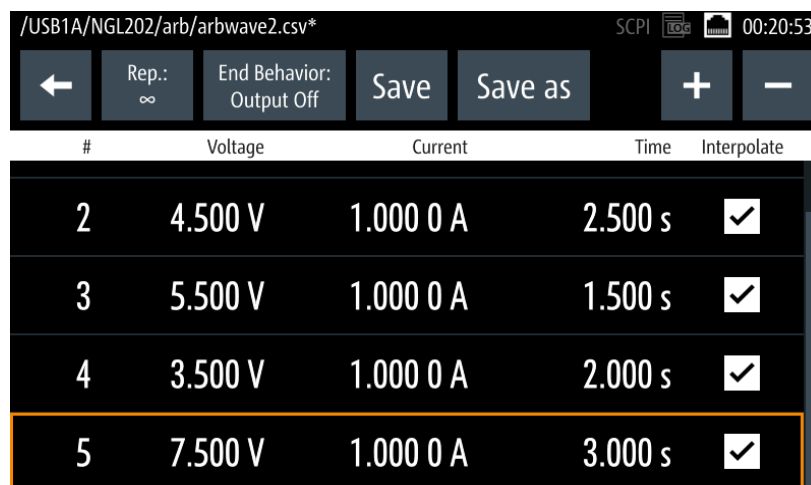 /USB1A/NGL202/arb/arbwave2.csv* SCPI LOG 00:20:53
Rep.: ∞ End Behavior: Output Off Save Save as + −
# Voltage Current Time Interpolate
2 4.500 V 1.000 0 A 2.500 s
3 5.500 V 1.000 0 A 1.500 s
4 3.500 V 1.000 0 A 2.000 s
5 7.500 V 1.000 0 A 3.000 s